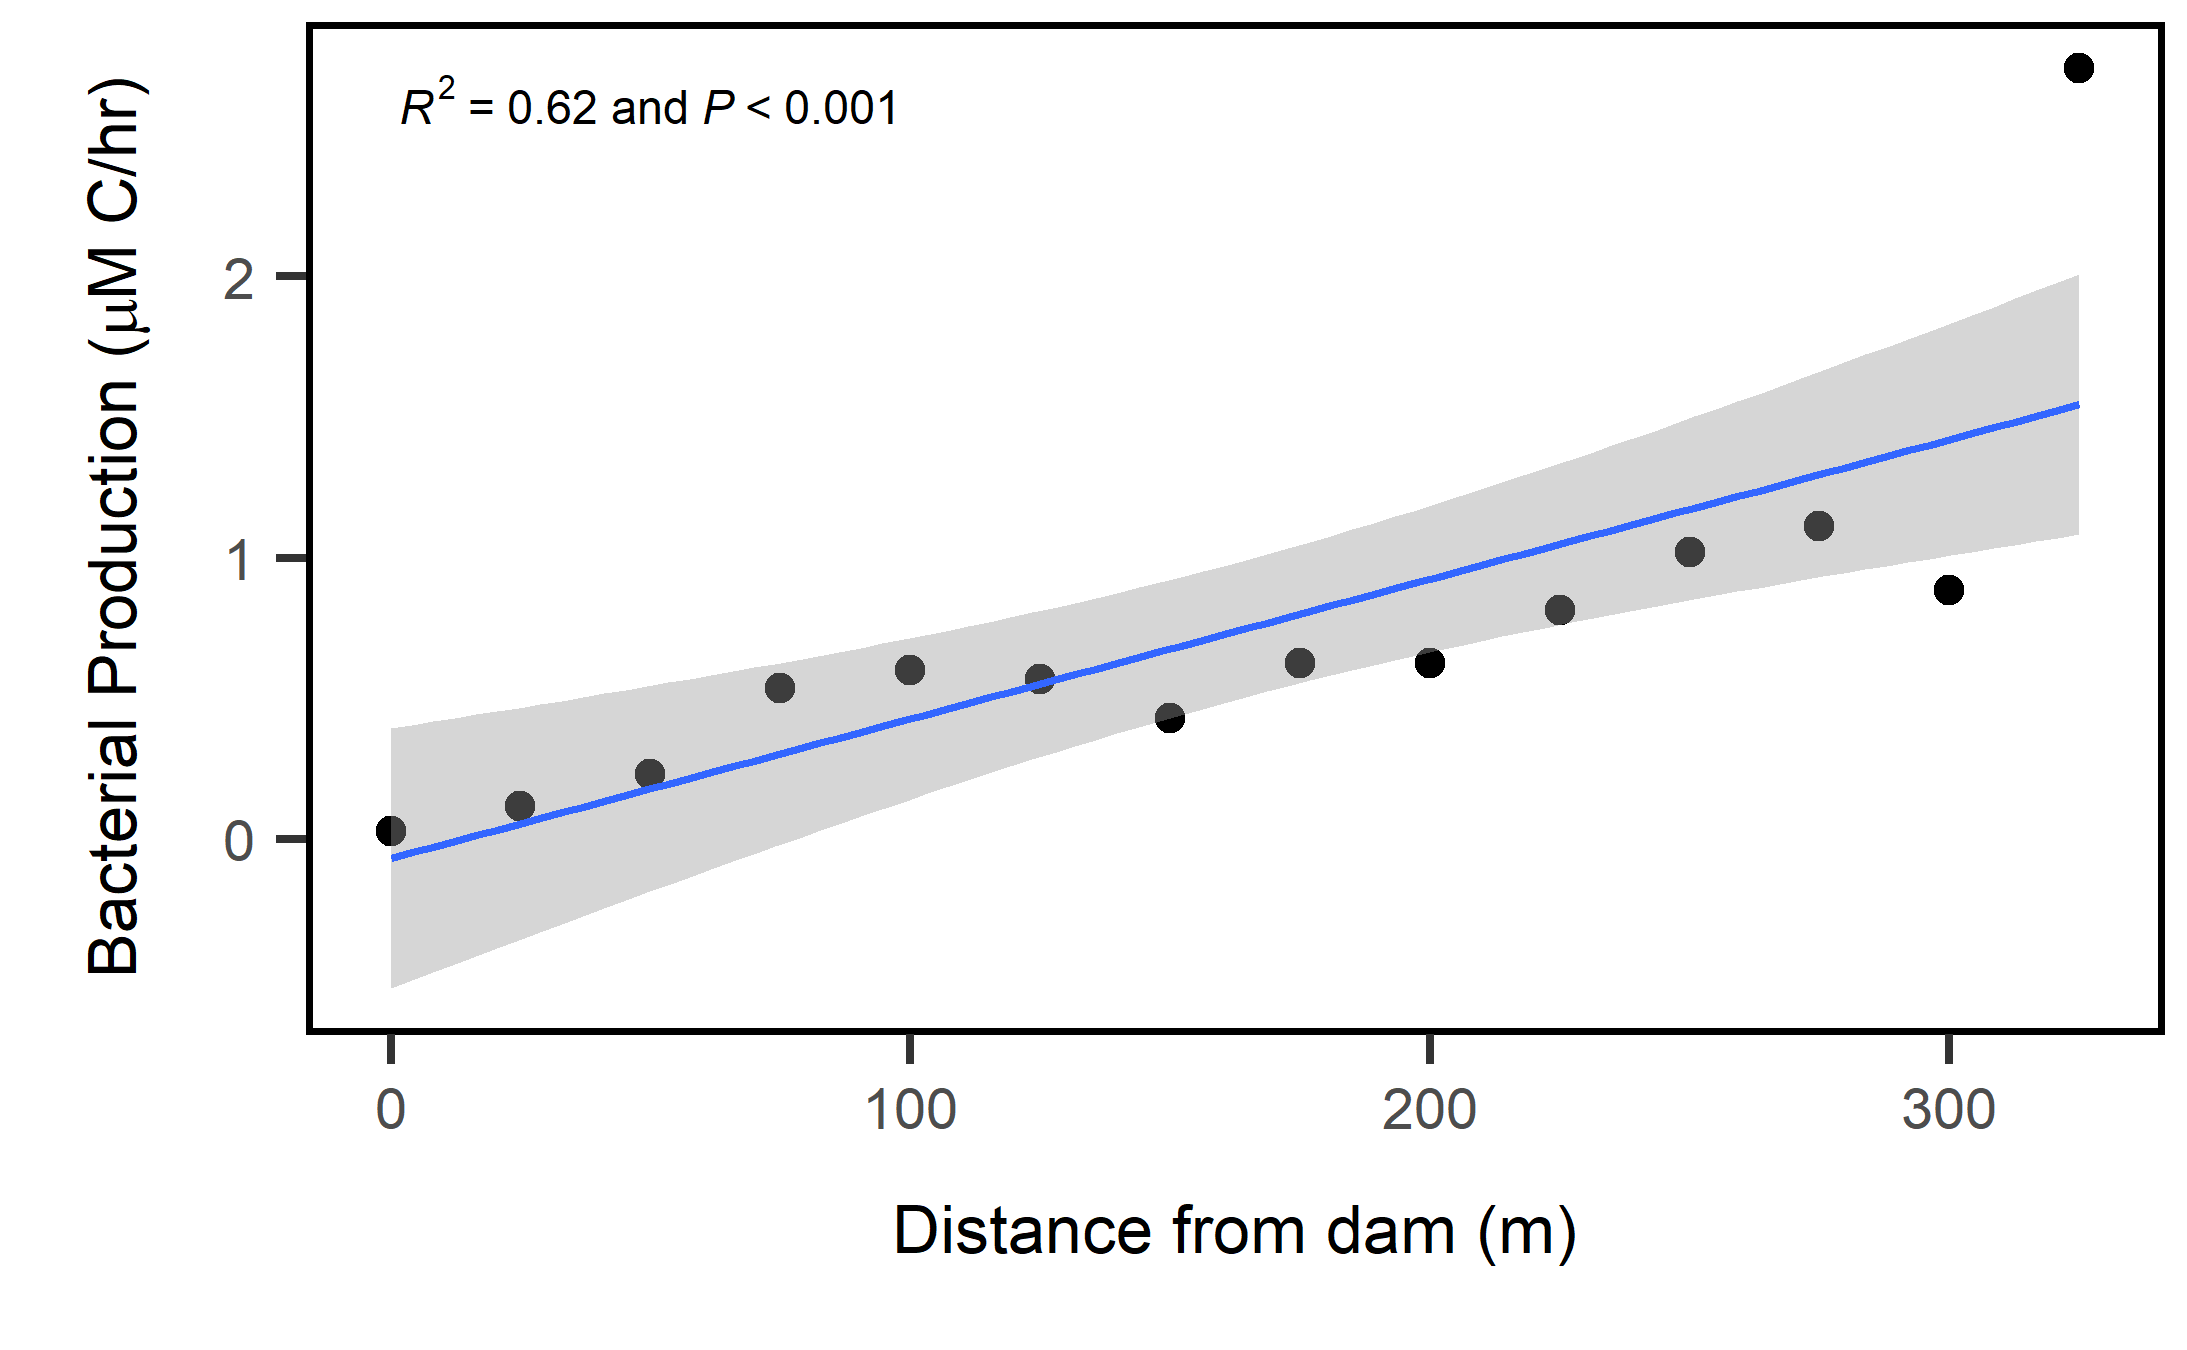 R² = 0.62 and P < 0.001
Bacterial Production (μM C/hr)
2
1
0
0 100 200 300
Distance from dam (m)